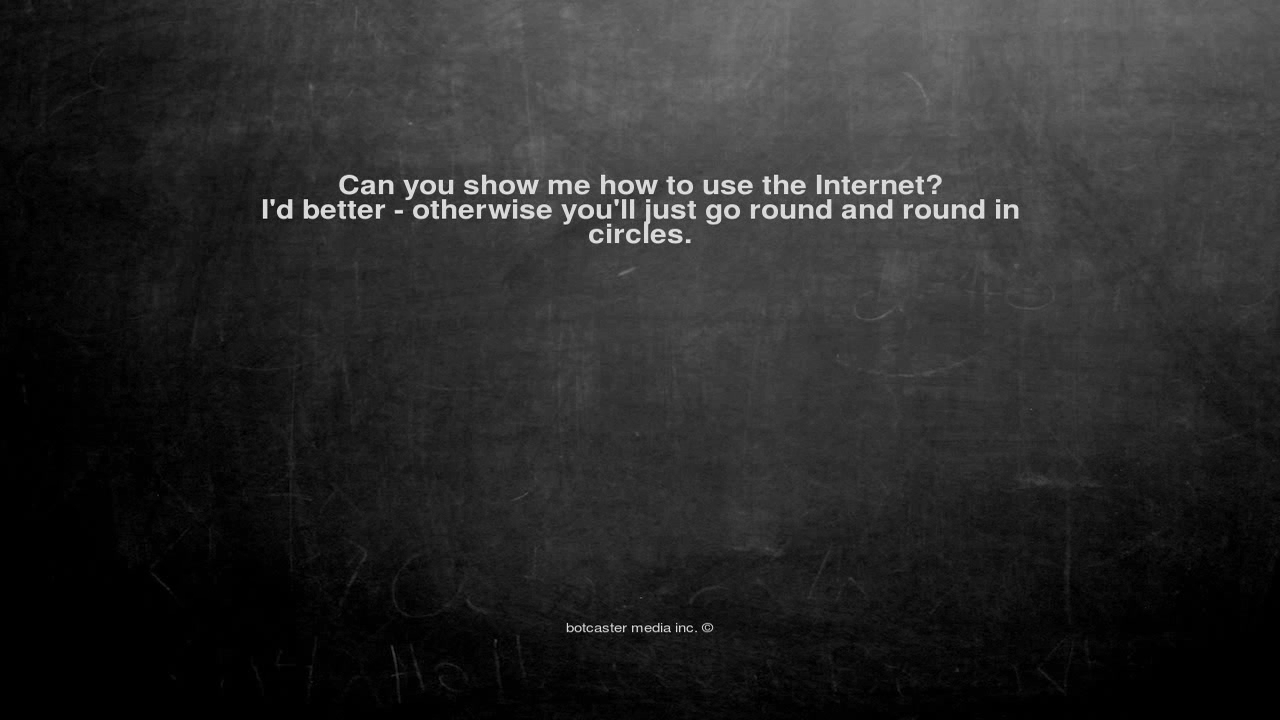 Can you show me how to use the Internet?
I'd better - otherwise you'll just go round and round in
circles.
botcaster media inc. ©